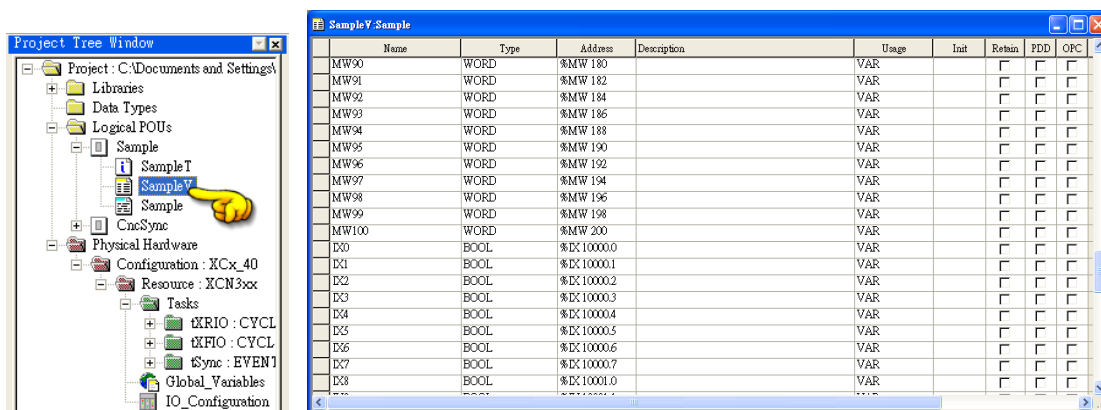 Project Tree Window
Project : C:\Documents and Settings\
Libraries
Data Types
Logical POUs
Sample
SampleT
SampleV
Sample
CncSync
Physical Hardware
Configuration : XCx_40
Resource : XCN3xx
Tasks
tXRIO : CYCL
tXFIO : CYCL
tSync : EVENT
Global_Variables
IO_Configuration
SampleV:Sample
Name Type Address Description Usage Init Retain PDD OPC
MW90 WORD %MW 180 VAR
MW91 WORD %MW 182 VAR
MW92 WORD %MW 184 VAR
MW93 WORD %MW 186 VAR
MW94 WORD %MW 188 VAR
MW95 WORD %MW 190 VAR
MW96 WORD %MW 192 VAR
MW97 WORD %MW 194 VAR
MW98 WORD %MW 196 VAR
MW99 WORD %MW 198 VAR
MW100 WORD %MW 200 VAR
IX0 BOOL %IX 10000.0 VAR
IX1 BOOL %IX 10000.1 VAR
IX2 BOOL %IX 10000.2 VAR
IX3 BOOL %IX 10000.3 VAR
IX4 BOOL %IX 10000.4 VAR
IX5 BOOL %IX 10000.5 VAR
IX6 BOOL %IX 10000.6 VAR
IX7 BOOL %IX 10000.7 VAR
IX8 BOOL %IX 10001.0 VAR